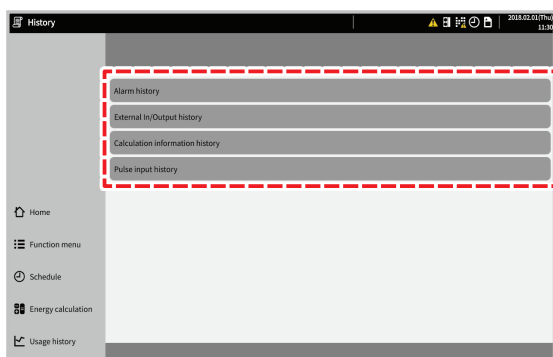 History
2018.02.01(Thu)
11:30
Alarm history
External In/Output history
Calculation information history
Pulse input history
Home
Function menu
Schedule
Energy calculation
Usage history